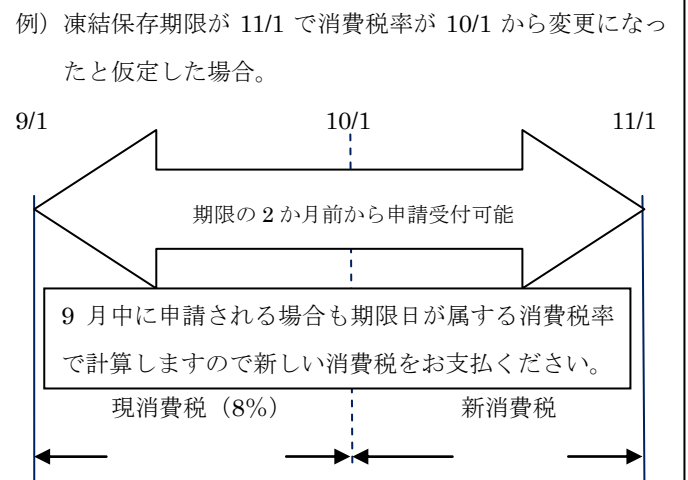 例）凍結保存期限が 11/1 で消費税率が 10/1 から変更になっ
たと仮定した場合。
9/1 10/1 11/1
期限の 2 か月前から申請受付可能
9 月中に申請される場合も期限日が属する消費税率
で計算しますので新しい消費税をお支払ください。
現消費税（8%） 新消費税